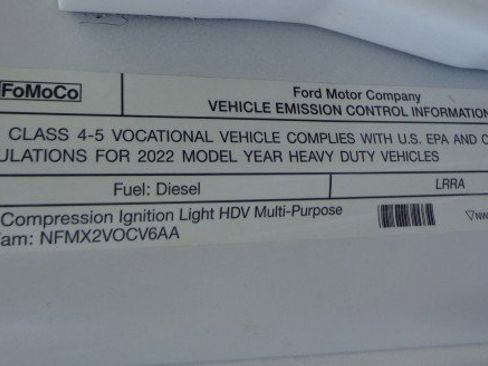 FoMoCo
Ford Motor Company
VEHICLE EMISSION CONTROL INFORMATION
CLASS 4-5 VOCATIONAL VEHICLE COMPLIES WITH U.S. EPA AND C
ULATIONS FOR 2022 MODEL YEAR HEAVY DUTY VEHICLES
Fuel: Diesel
LRRA
Compression Ignition Light HDV Multi-Purpose
am: NFMX2VOCV6AA
NW